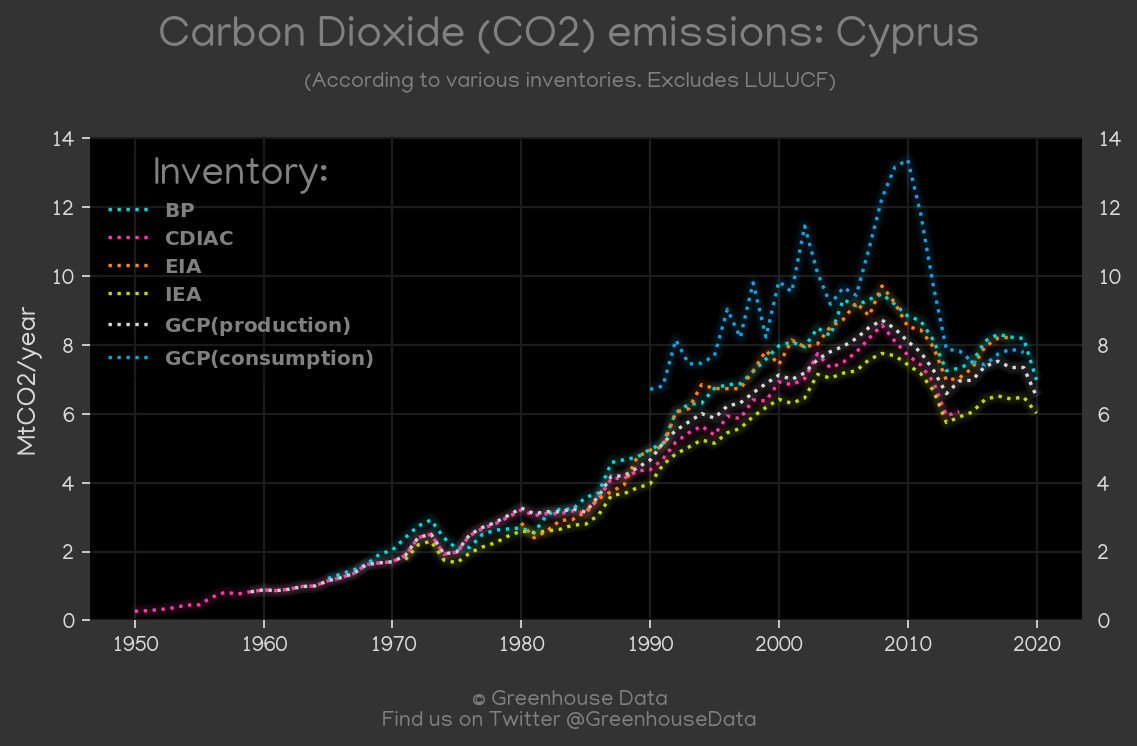 Carbon Dioxide (CO2) emissions: Cyprus
(According to various inventories. Excludes LULUCF)
MtCO2/year
14
12
10
8
6
4
2
0
Inventory:
BP
CDIAC
EIA
IEA
GCP(production)
GCP(consumption)
14
12
10
8
6
4
2
0
1950 1960 1970 1980 1990 2000 2010 2020
© Greenhouse Data
Find us on Twitter @GreenhouseData